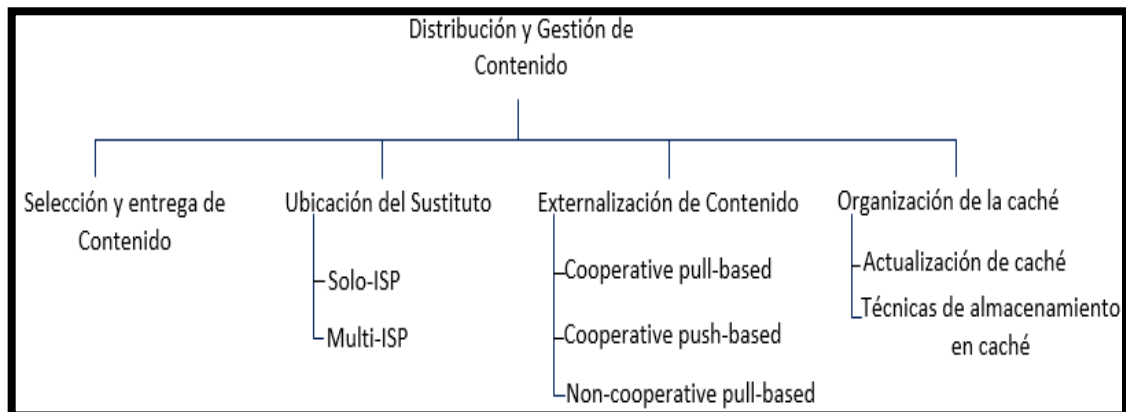 Distribución y Gestión de
Contenido
Selección y entrega de
Contenido
Ubicación del Sustituto
Solo-ISP
Multi-ISP
Externalización de Contenido
Cooperative pull-based
Cooperative push-based
Non-cooperative pull-based
Organización de la caché
Actualización de caché
Técnicas de almacenamiento
en caché